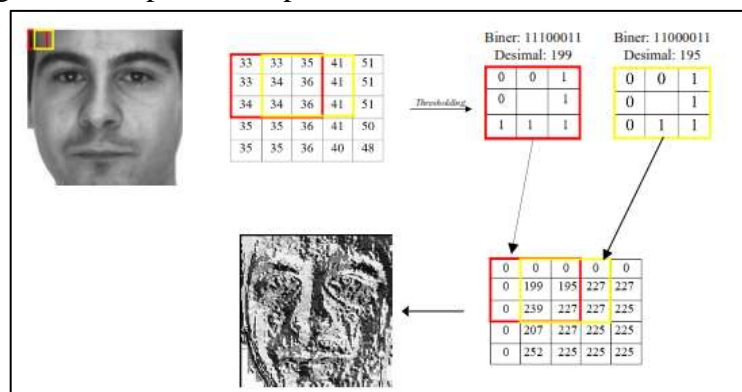 Biner: 11100011
Desimal: 199
Biner: 11000011
Desimal: 195
33 33 35 41 51
33 34 36 41 51
34 34 36 41 51
35 35 36 41 50
35 35 36 40 48
Thresholding
0 0 1
0 1
1 1 1
0 0 1
0 1
0 1 1
0 0 0 0 0
0 199 195 227 227
0 239 227 227 225
0 207 227 225 225
0 252 225 225 225